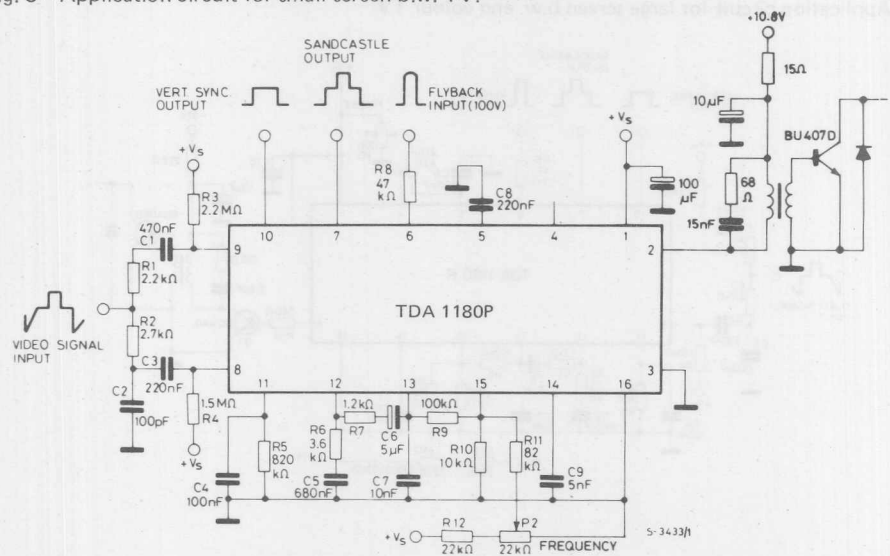 SANDCASTLE
OUTPUT
VERT SYNC
OUTPUT
FLYBACK
INPUT(100V)
+10.8V
15Ω
10µF
BU407D
68
Ω
15nF
+Vs
+Vs
R3
2.2MΩ
R8
47
kΩ
C8
220nF
100
µF
470nF
C1
R1
2.2kΩ
R2
2.7kΩ
VIDEO SIGNAL
INPUT
C3
220nF
C2
100pF
1.5MΩ
R4
+Vs
9
10
7
6
5
4
1
2
TDA 1180P
8
11
12
13
15
14
16
3
C4
100nF
R5
820
kΩ
R6
3.6
kΩ
C5
680nF
1.2kΩ
R7
C6
5µF
C7
10nF
100kΩ
R9
R10
10kΩ
R11
82
kΩ
C9
5nF
+Vs
R12
22kΩ
P2
22kΩ
FREQUENCY
S-3433/1